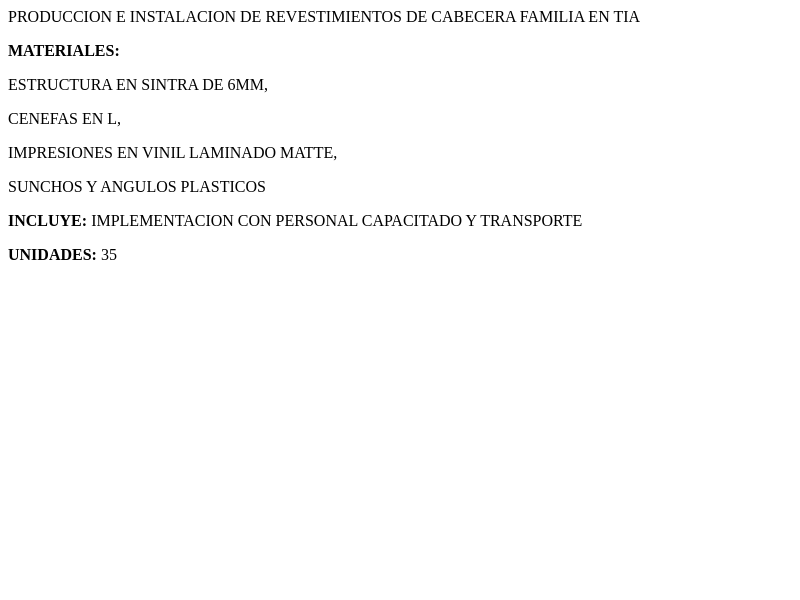 PRODUCCION E INSTALACION DE REVESTIMIENTOS DE CABECERA FAMILIA EN TIA
MATERIALES:
ESTRUCTURA EN SINTRA DE 6MM,
CENEFAS EN L,
IMPRESIONES EN VINIL LAMINADO MATTE,
SUNCHOS Y ANGULOS PLASTICOS
INCLUYE: IMPLEMENTACION CON PERSONAL CAPACITADO Y TRANSPORTE
UNIDADES: 35